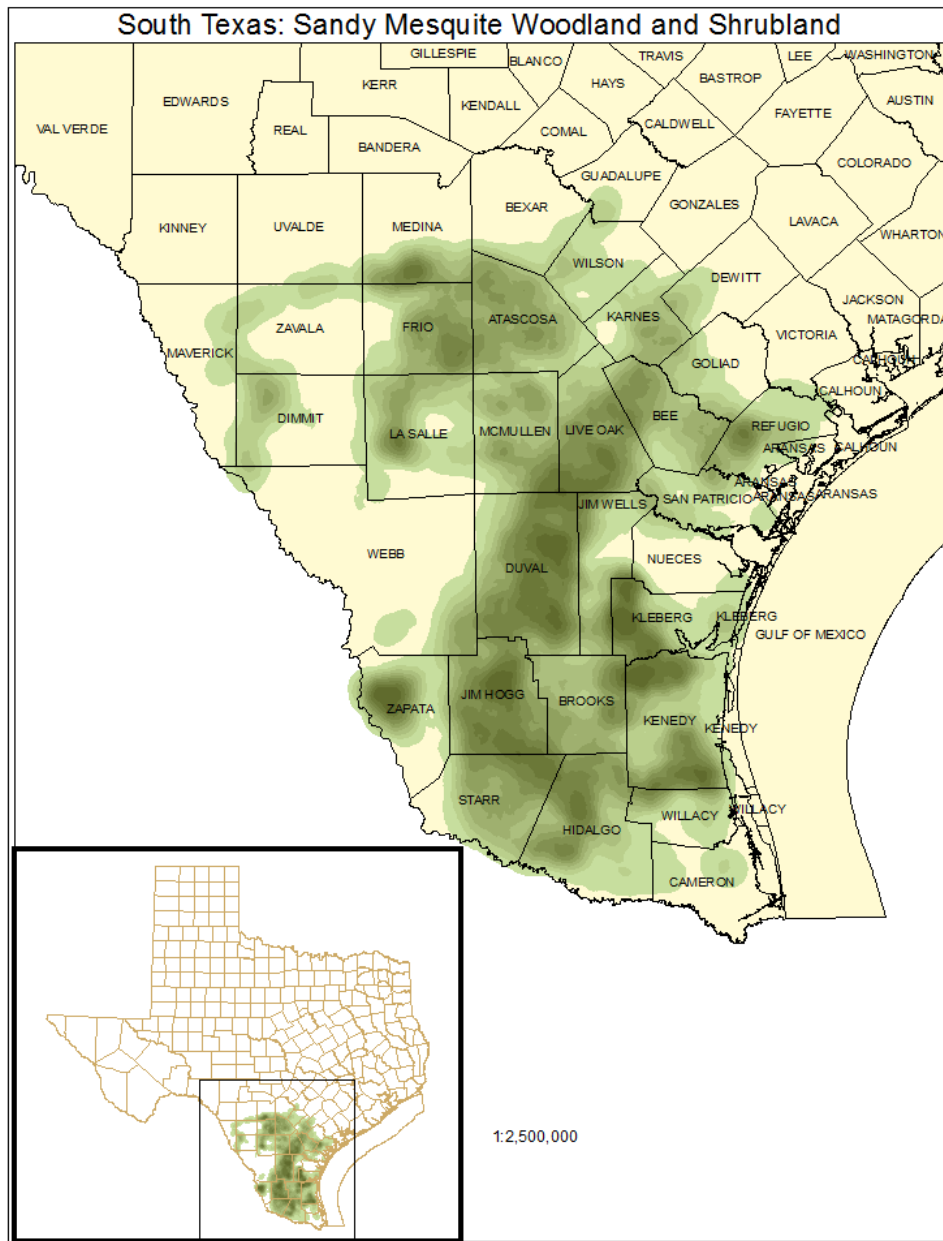 South Texas: Sandy Mesquite Woodland and Shrubland
GILLESPIE
BLANCO
TRAVIS
LEE
WASHINGTON
KERR
HAYS
BASTROP
EDWARDS
KENDALL
AUSTIN
VAL VERDE
REAL
CALDWELL
FAYETTE
COMAL
BANDERA
COLORADO
GUADALUPE
BEXAR
GONZALES
LAVACA
KINNEY
UVALDE
MEDINA
WHARTON
WILSON
DEWITT
JACKSON
ZAVALA
FRIO
ATASCOSA
KARNES
MATAGORDA
VICTORIA
MAVERICK
CALHOUN
GOLIAD
CALHOUN
DIMMIT
LA SALLE
MCMULLEN
LIVE OAK
BEE
REFUGIO
ARANSAS
CALHOUN
ARANSAS
SAN PATRICIO
ARANSAS
ARANSAS
JIM WELLS
WEBB
NUECES
DUVAL
KLEBERG
KLEBERG
GULF OF MEXICO
ZAPATA
JIM HOGG
BROOKS
KENEDY
KENEDY
STARR
HIDALGO
WILLACY
WILLACY
CAMERON
1:2,500,000